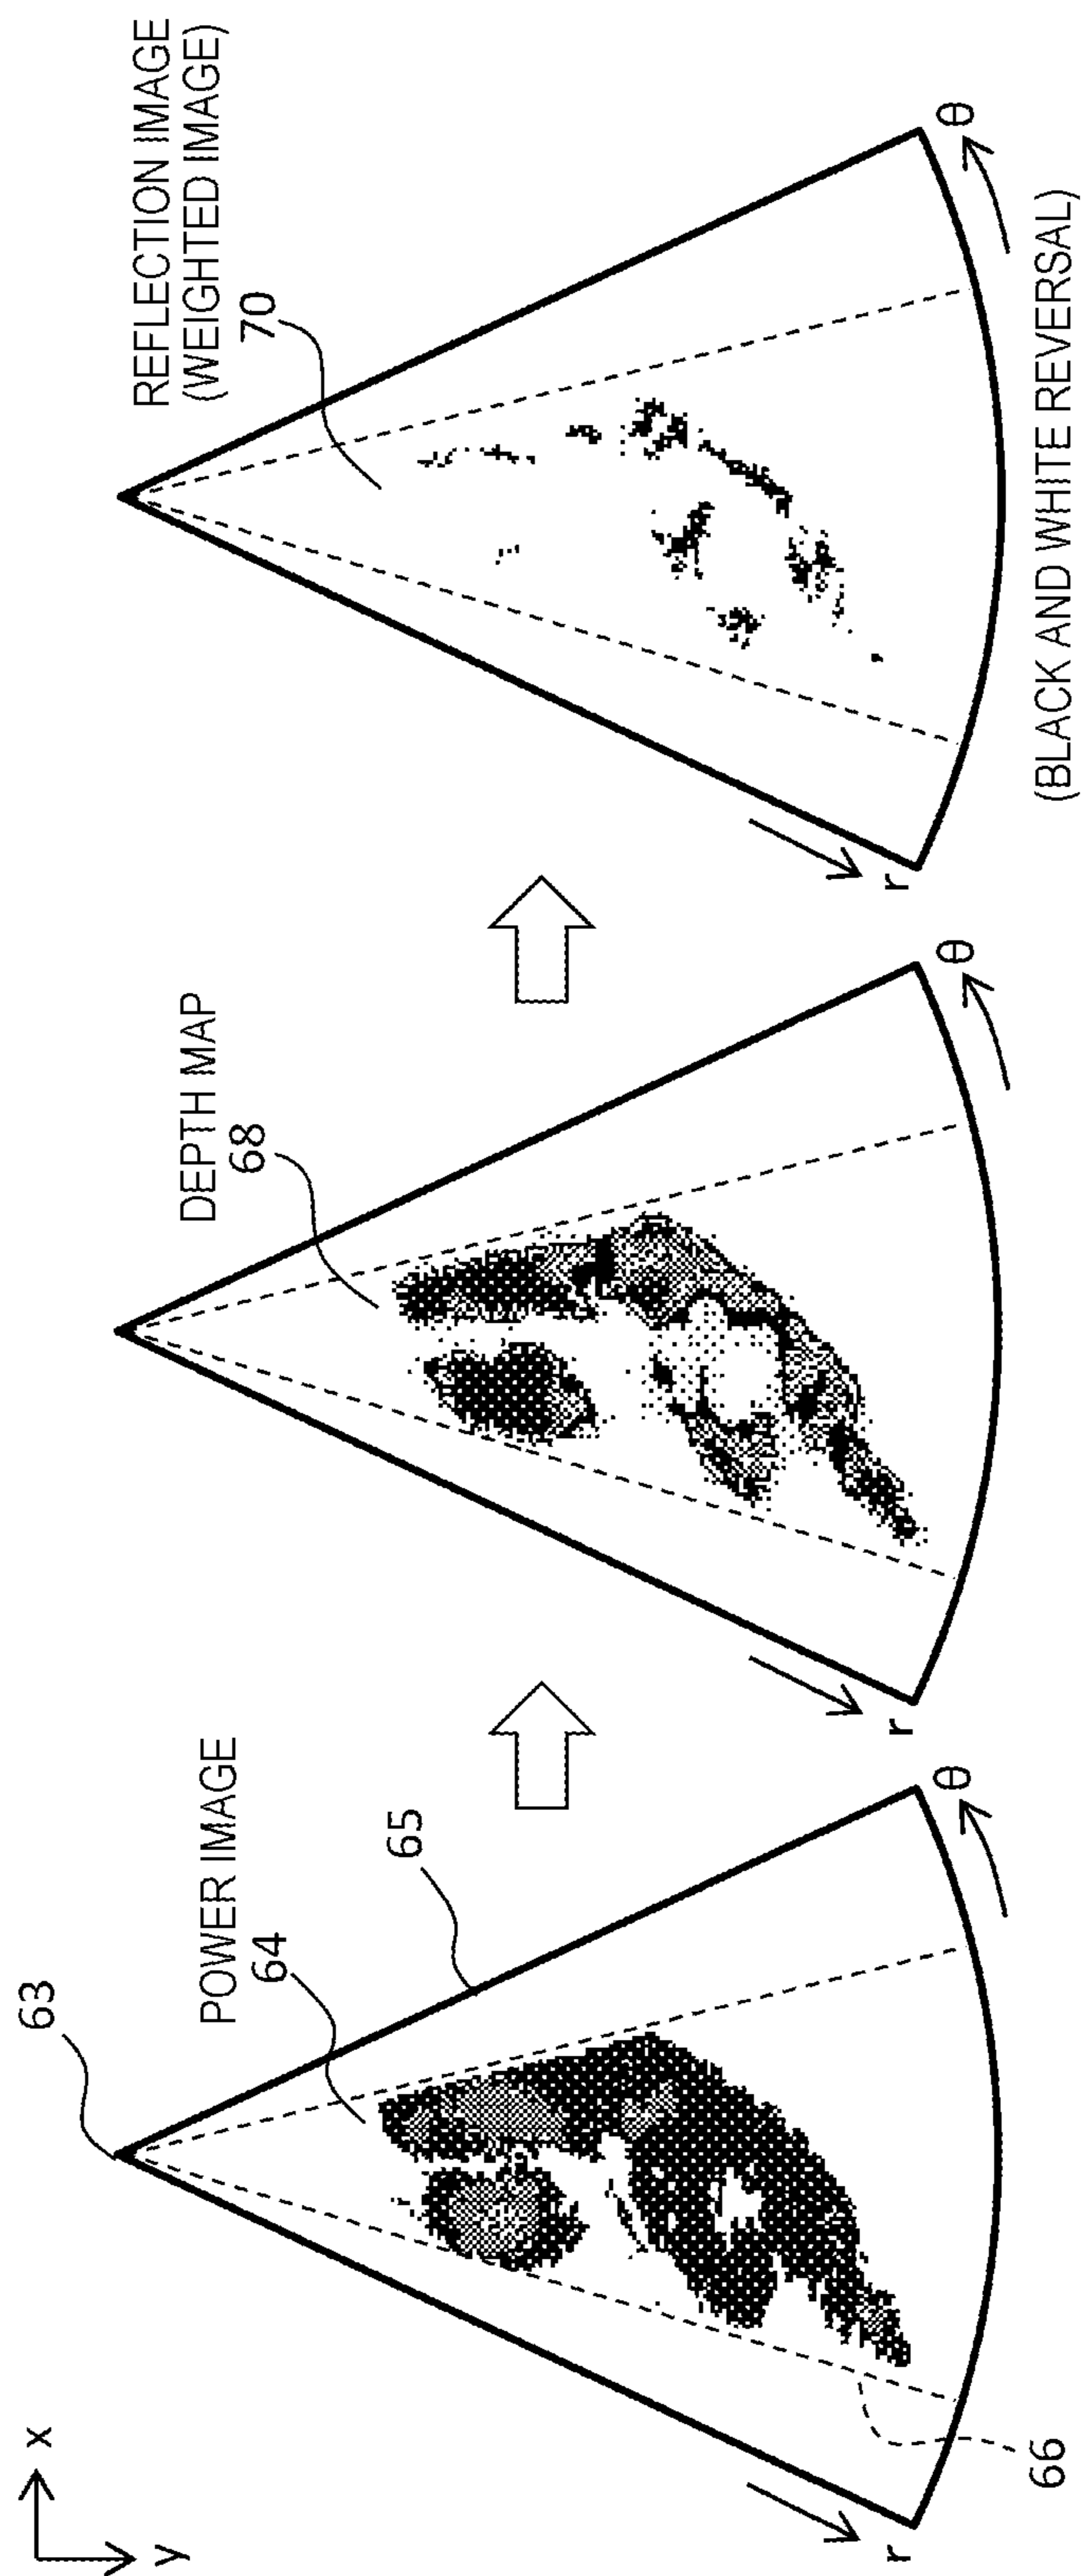 x
y
63
POWER IMAGE
64
65
66
r
θ
DEPTH MAP
68
r
θ
REFLECTION IMAGE
(WEIGHTED IMAGE)
70
r
θ
(BLACK AND WHITE REVERSAL)